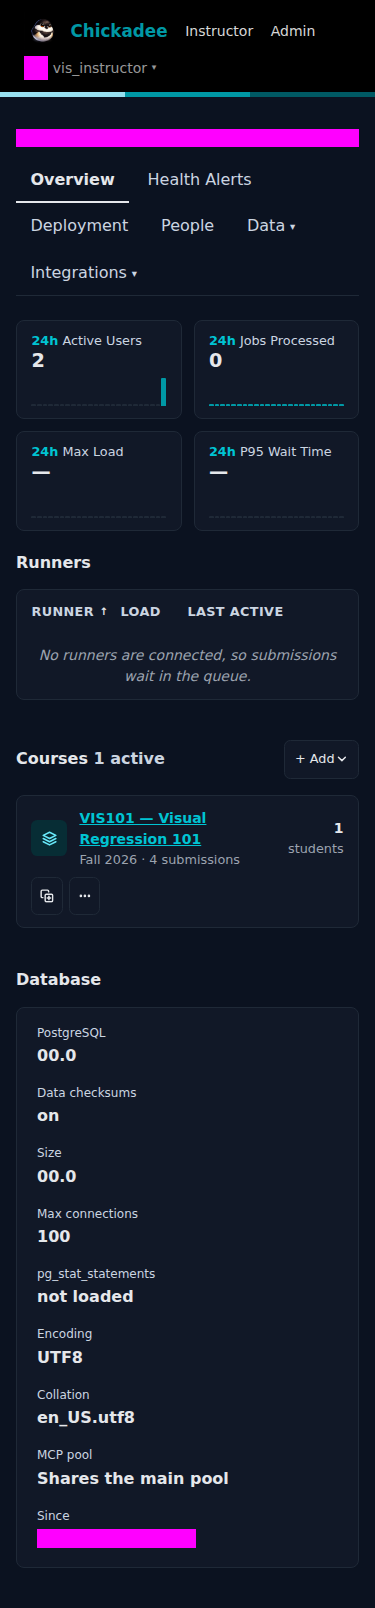 Chickadee Instructor Admin
vis_instructor ▾
Overview Health Alerts
Deployment People Data ▾
Integrations ▾
24h Active Users
2
24h Jobs Processed
0
24h Max Load
—
24h P95 Wait Time
—
Runners
RUNNER ↑ LOAD LAST ACTIVE
No runners are connected, so submissions
wait in the queue.
Courses 1 active
+ Add
VIS101 — Visual
Regression 101
Fall 2026 · 4 submissions
1
students
Database
PostgreSQL
00.0
Data checksums
on
Size
00.0
Max connections
100
pg_stat_statements
not loaded
Encoding
UTF8
Collation
en_US.utf8
MCP pool
Shares the main pool
Since